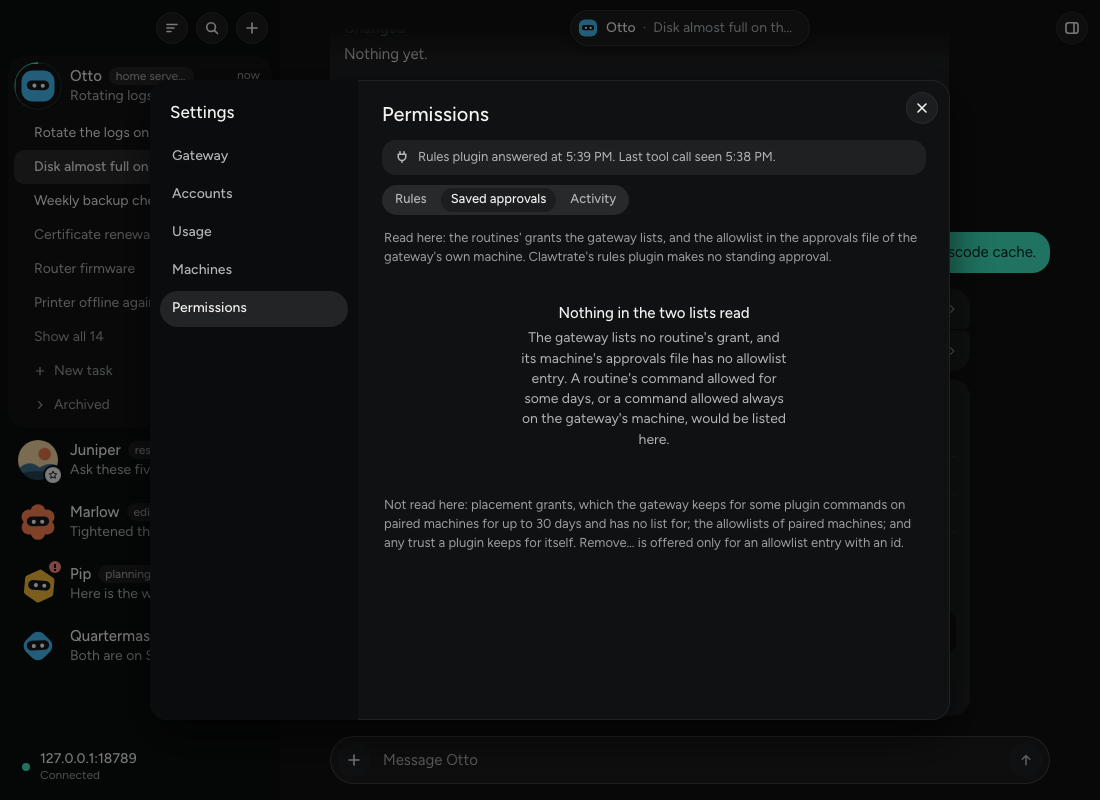 Otto · Disk almost full on th...
Nothing yet.
Otto home serve... now
Rotating logs
Rotate the logs on
Disk almost full on
Weekly backup che
Certificate renewa
Router firmware
Printer offline again
Show all 14
New task
Archived
Juniper res
Ask these fiv
Marlow edi
Tightened th
Pip planning
Here is the w
Quartermas
Both are on S
127.0.0.1:18789
Connected
Settings
Gateway
Accounts
Usage
Machines
Permissions
Permissions
Rules plugin answered at 5:39 PM. Last tool call seen 5:38 PM.
Rules Saved approvals Activity
Read here: the routines' grants the gateway lists, and the allowlist in the approvals file of the
gateway's own machine. Clawtrate's rules plugin makes no standing approval.
Nothing in the two lists read
The gateway lists no routine's grant, and
its machine's approvals file has no allowlist
entry. A routine's command allowed for
some days, or a command allowed always
on the gateway's machine, would be listed
here.
Not read here: placement grants, which the gateway keeps for some plugin commands on
paired machines for up to 30 days and has no list for; the allowlists of paired machines; and
any trust a plugin keeps for itself. Remove... is offered only for an allowlist entry with an id.
scode cache.
Message Otto